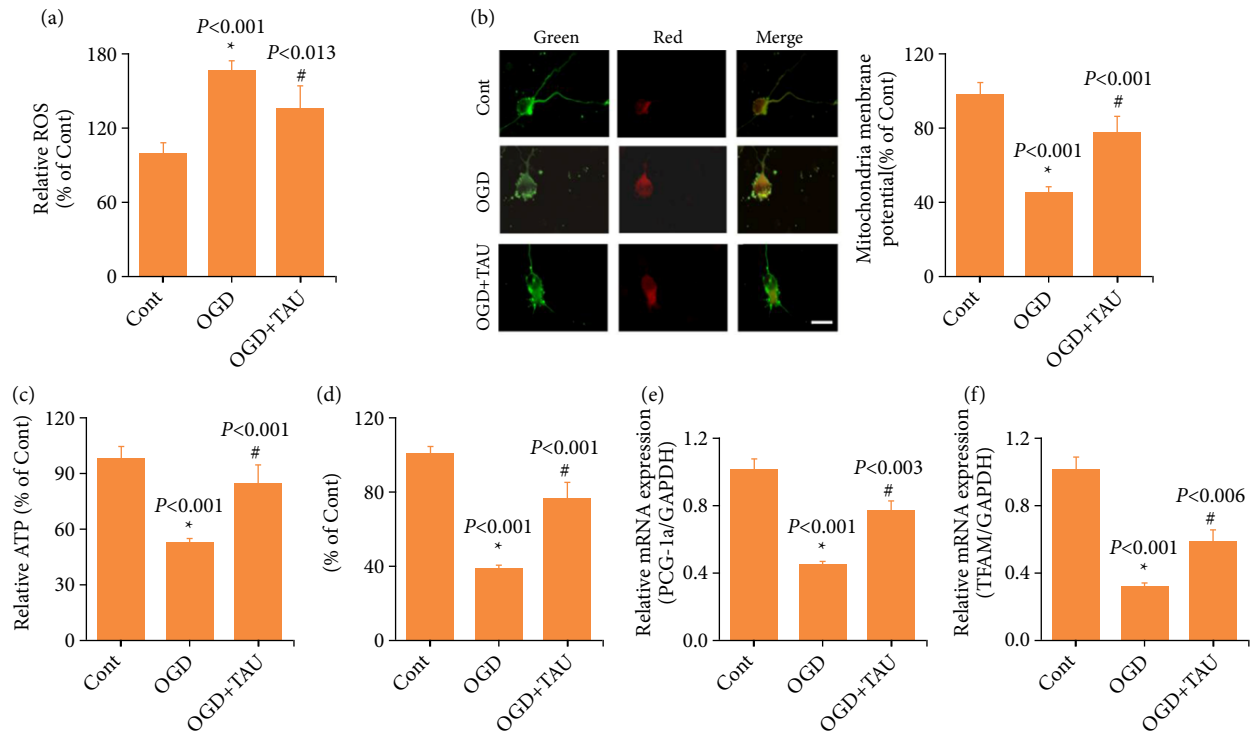 (a)
Relative ROS
(% of Cont)
180
120
60
0
P<0.001
*
P<0.013
#
Cont
OGD
OGD+TAU
(b)
Green
Red
Merge
Cont
OGD
OGD+TAU
Mitochondria menbrane
potential(% of Cont)
120
80
40
0
P<0.001
*
P<0.001
#
Cont
OGD
OGD+TAU
(c)
Relative ATP (% of Cont)
120
90
60
30
0
P<0.001
*
P<0.001
#
Cont
OGD
OGD+TAU
(d)
(% of Cont)
120
80
40
0
P<0.001
*
P<0.001
#
Cont
OGD
OGD+TAU
(e)
Relative mRNA expression
(PCG-1a/GAPDH)
1.2
0.8
0.4
0.0
P<0.001
*
P<0.003
#
Cont
OGD
OGD+TAU
(f)
Relative mRNA expression
(TFAM/GAPDH)
1.2
0.8
0.4
0.0
P<0.001
*
P<0.006
#
Cont
OGD
OGD+TAU